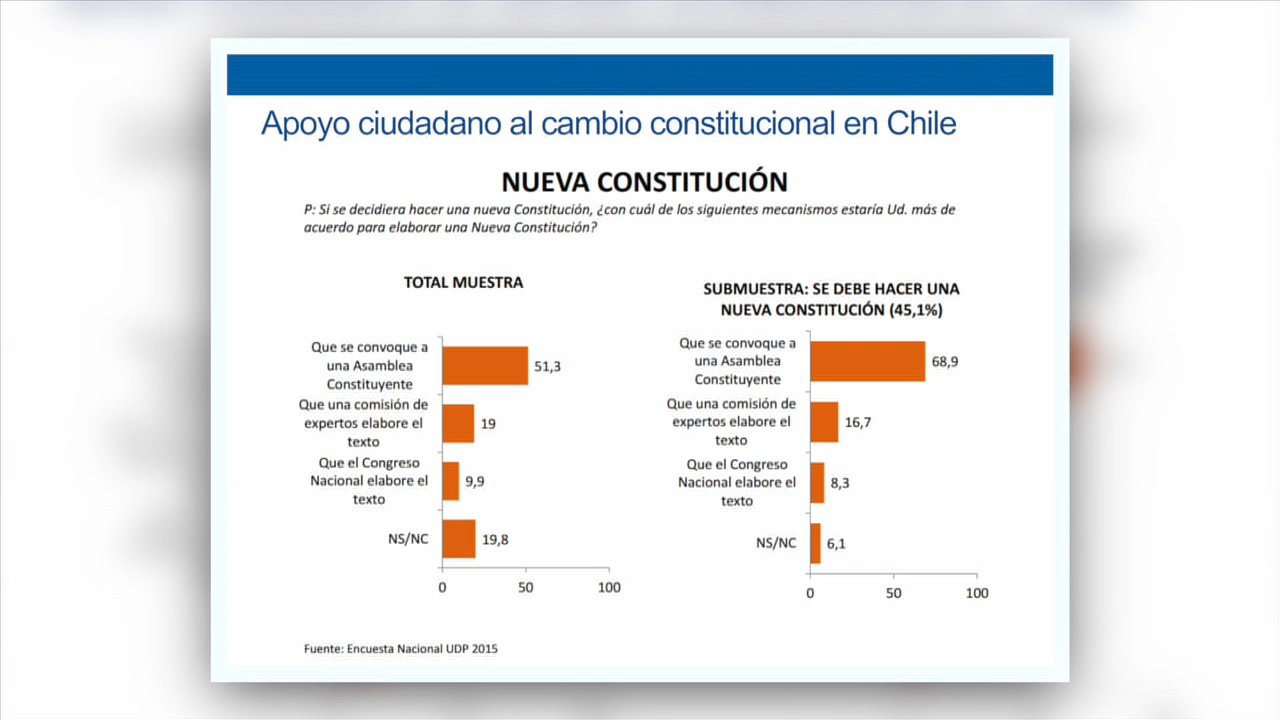 Apoyo ciudadano al cambio constitucional en Chile
NUEVA CONSTITUCIÓN
P: Si se decidiera hacer una nueva Constitución, ¿con cuál de los siguientes mecanismos estaría Ud. más de
acuerdo para elaborar una Nueva Constitución?
TOTAL MUESTRA
Que se convoque a
una Asamblea
Constituyente
51,3
Que una comisión de
expertos elabore el
texto
19
Que el Congreso
Nacional elabore el
texto
9,9
NS/NC
19,8
0 50 100
SUBMUESTRA: SE DEBE HACER UNA
NUEVA CONSTITUCIÓN (45,1%)
Que se convoque a
una Asamblea
Constituyente
68,9
Que una comisión de
expertos elabore el
texto
16,7
Que el Congreso
Nacional elabore el
texto
8,3
NS/NC
6,1
0 50 100
Fuente: Encuesta Nacional UDP 2015